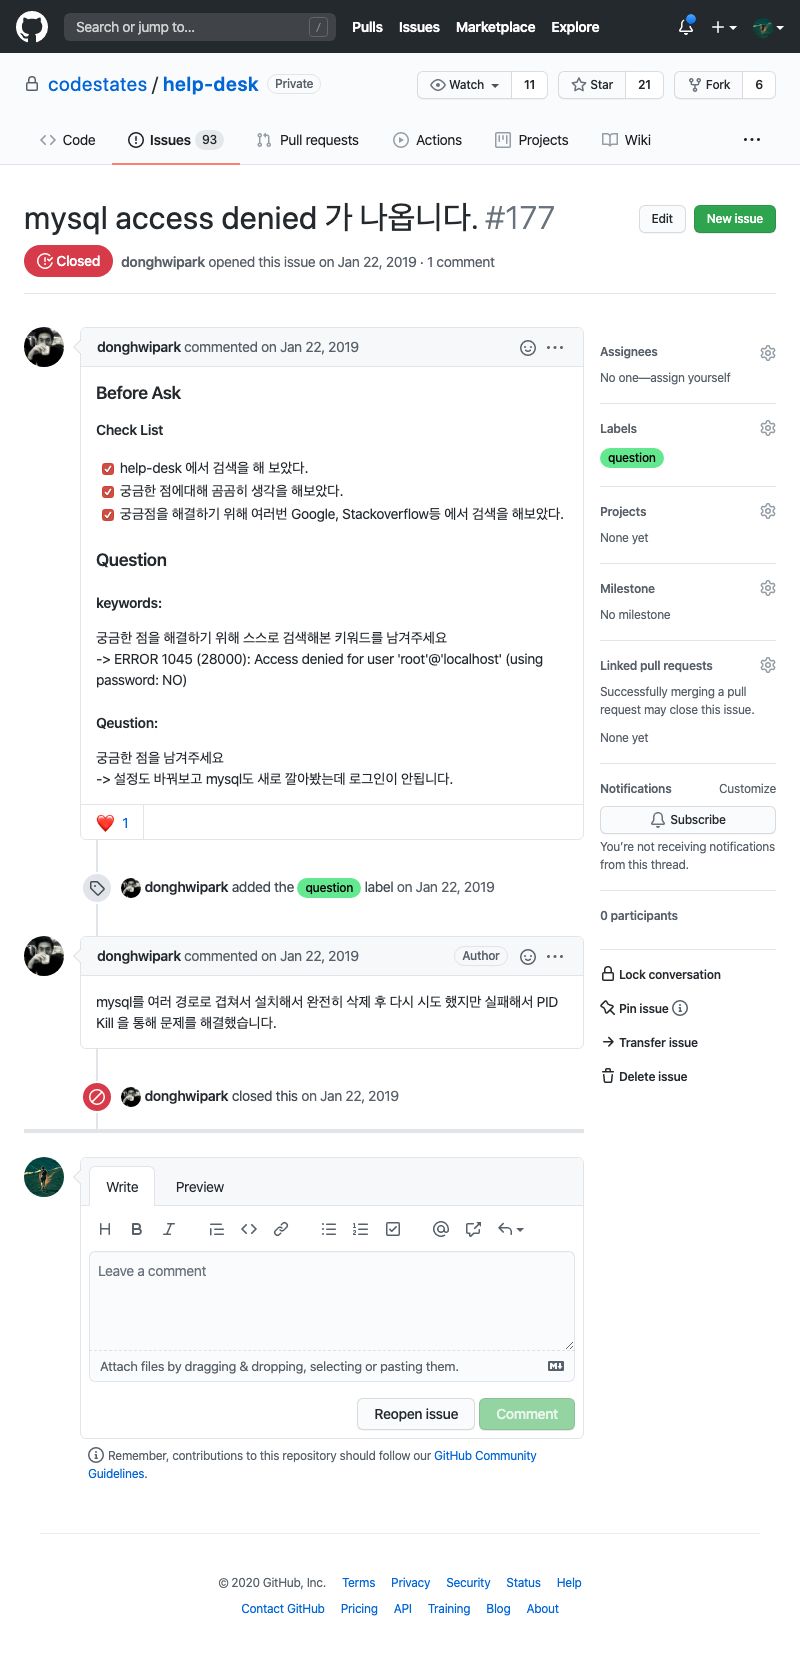 Search or jump to... /
Pulls Issues Marketplace Explore
codestates / help-desk Private
Watch 11 Star 21 Fork 6
Code Issues 93 Pull requests Actions Projects Wiki ...
mysql access denied 가 나옵니다. #177
Edit New issue
Closed donghwipark opened this issue on Jan 22, 2019 · 1 comment
donghwipark commented on Jan 22, 2019
Before Ask
Check List
help-desk 에서 검색을 해 보았다.
궁금한 점에대해 곰곰히 생각을 해보았다.
궁금점을 해결하기 위해 여러번 Google, Stackoverflow등 에서 검색을 해보았다.
Question
keywords:
궁금한 점을 해결하기 위해 스스로 검색해본 키워드를 남겨주세요
-> ERROR 1045 (28000): Access denied for user 'root'@'localhost' (using
password: NO)
Qeustion:
궁금한 점을 남겨주세요
-> 설정도 바꿔보고 mysql도 새로 깔아봤는데 로그인이 안됩니다.
❤️ 1
donghwipark added the question label on Jan 22, 2019
donghwipark commented on Jan 22, 2019 Author
mysql를 여러 경로로 겹쳐서 설치해서 완전히 삭제 후 다시 시도 했지만 실패해서 PID
Kill 을 통해 문제를 해결했습니다.
donghwipark closed this on Jan 22, 2019
Write Preview
Leave a comment
Attach files by dragging & dropping, selecting or pasting them.
Reopen issue Comment
Remember, contributions to this repository should follow our GitHub Community
Guidelines.
Assignees
No one—assign yourself
Labels
question
Projects
None yet
Milestone
No milestone
Linked pull requests
Successfully merging a pull
request may close this issue.
None yet
Notifications Customize
Subscribe
You're not receiving notifications
from this thread.
0 participants
Lock conversation
Pin issue
Transfer issue
Delete issue
© 2020 GitHub, Inc. Terms Privacy Security Status Help
Contact GitHub Pricing API Training Blog About